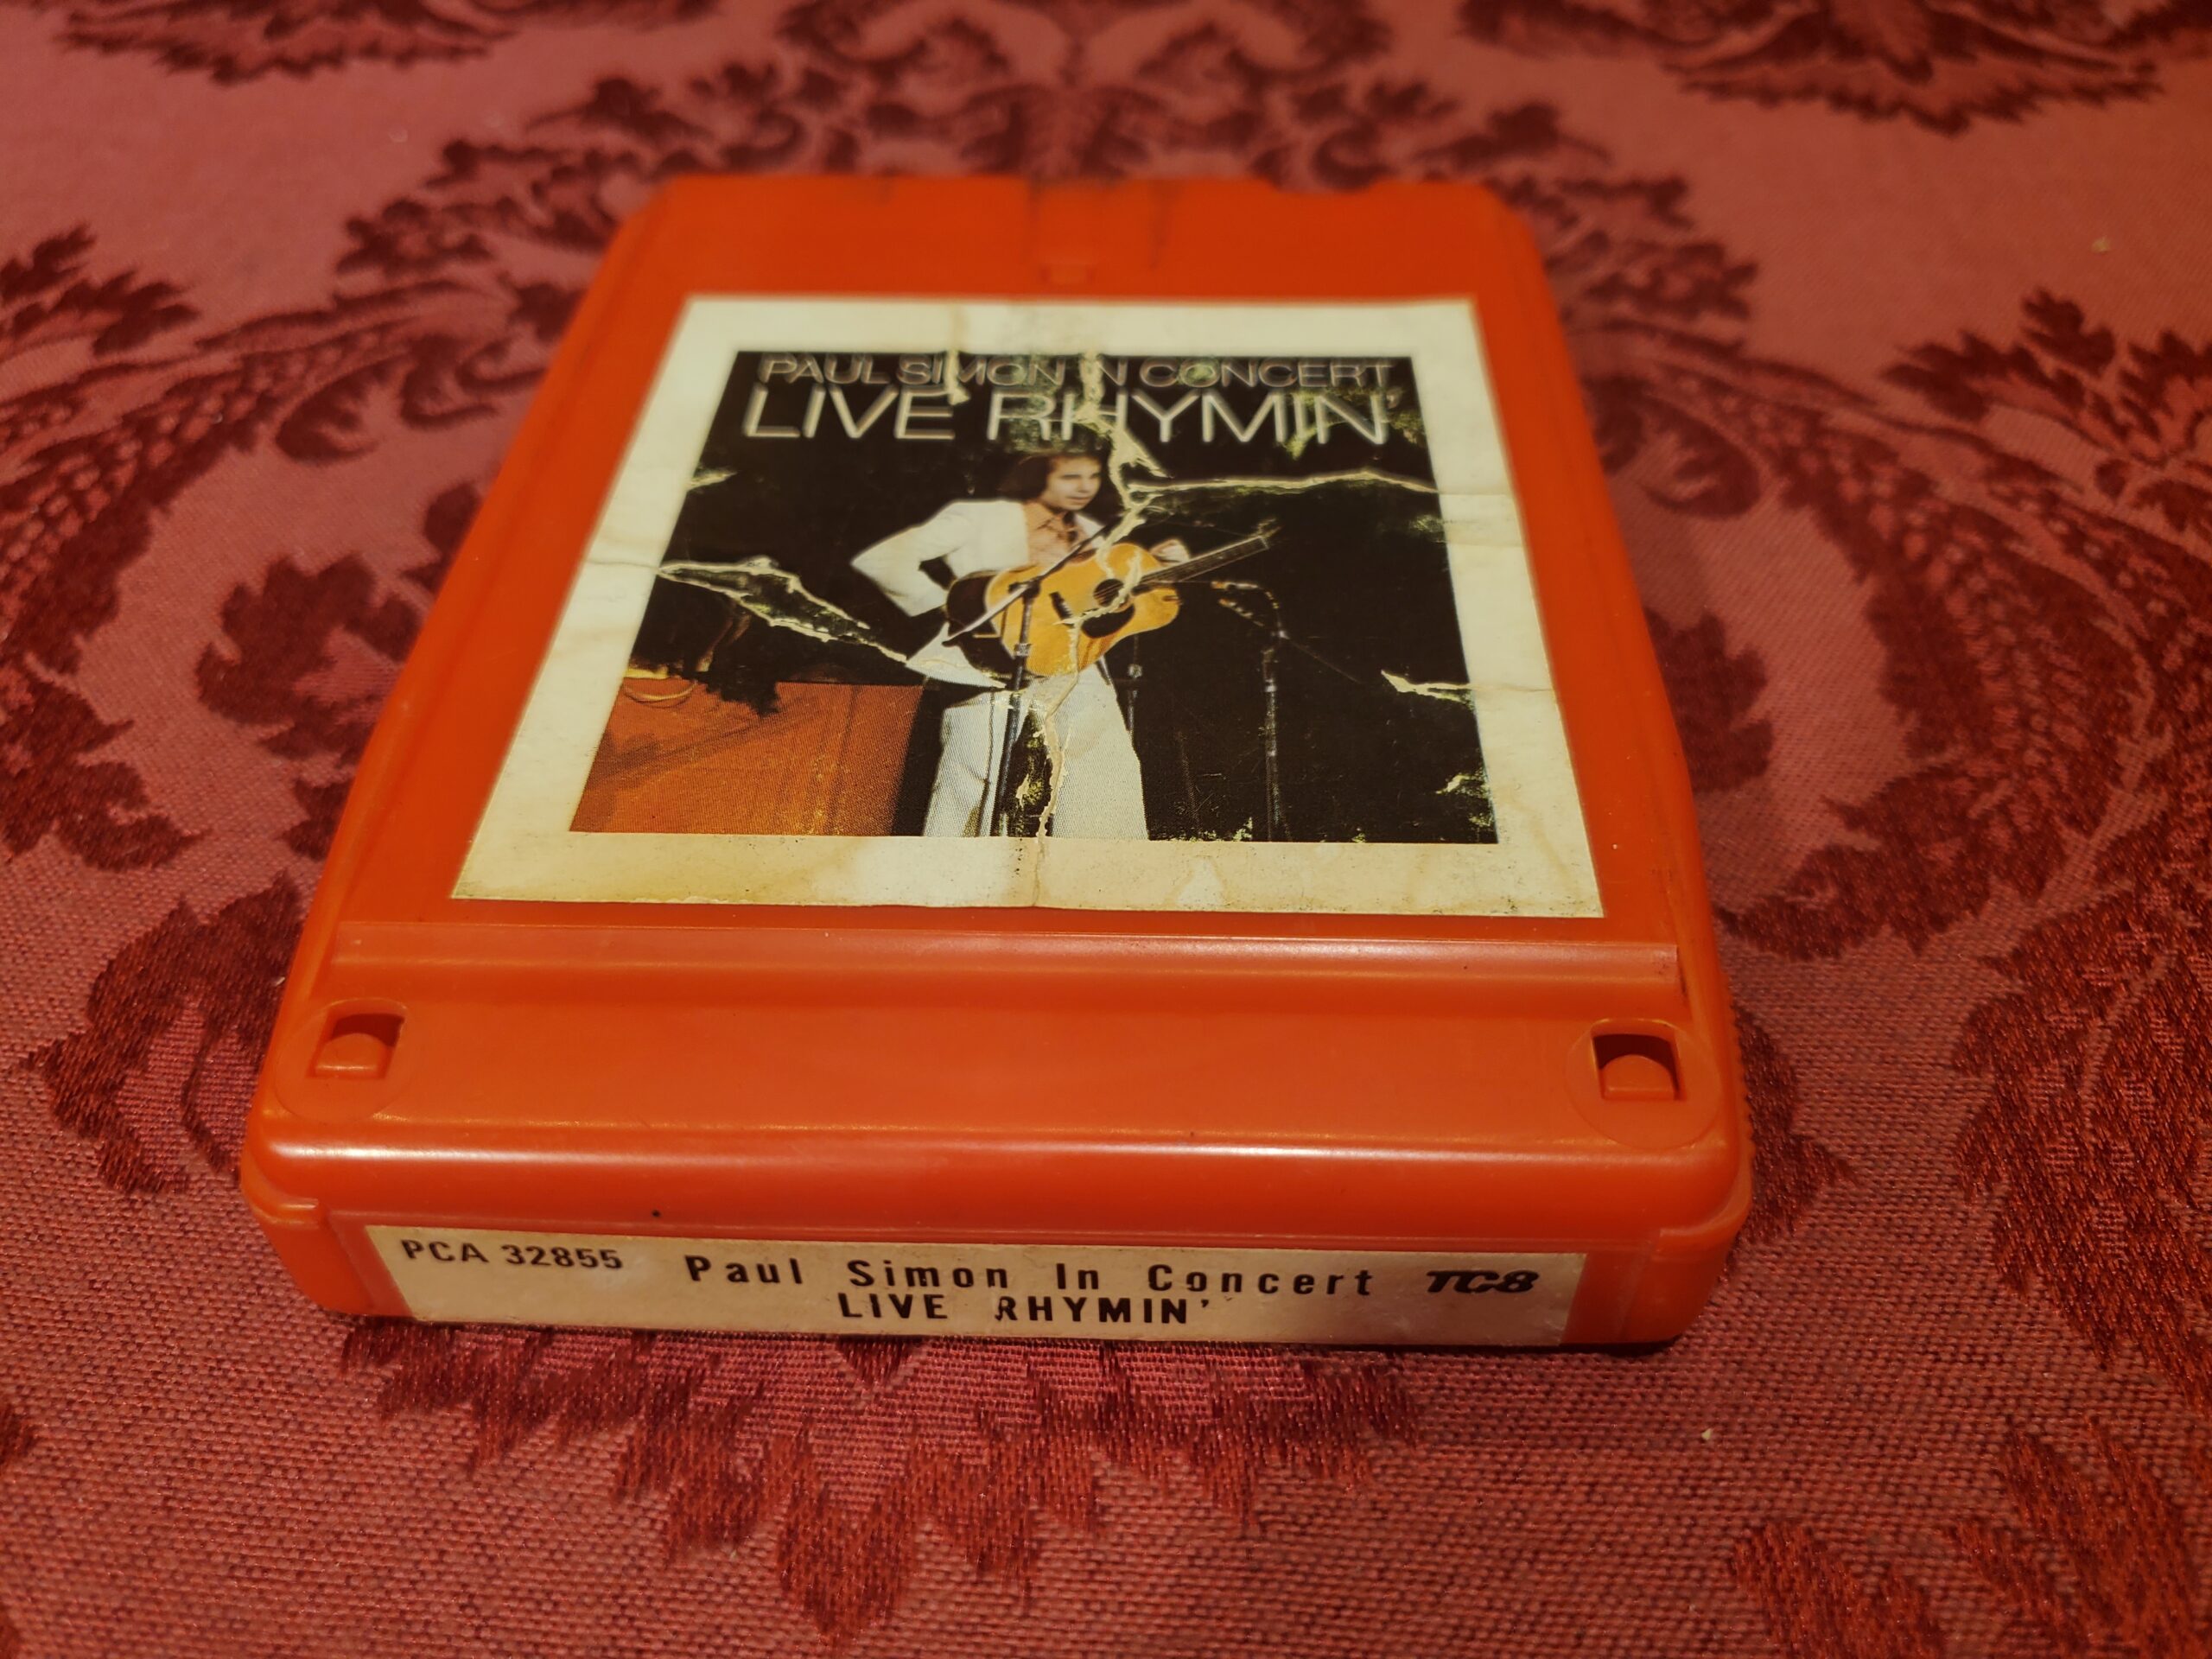 PAUL SIMON IN CONCERT
LIVE RHYMIN'
PCA 32855 Paul Simon In Concert TC8
LIVE RHYMIN'